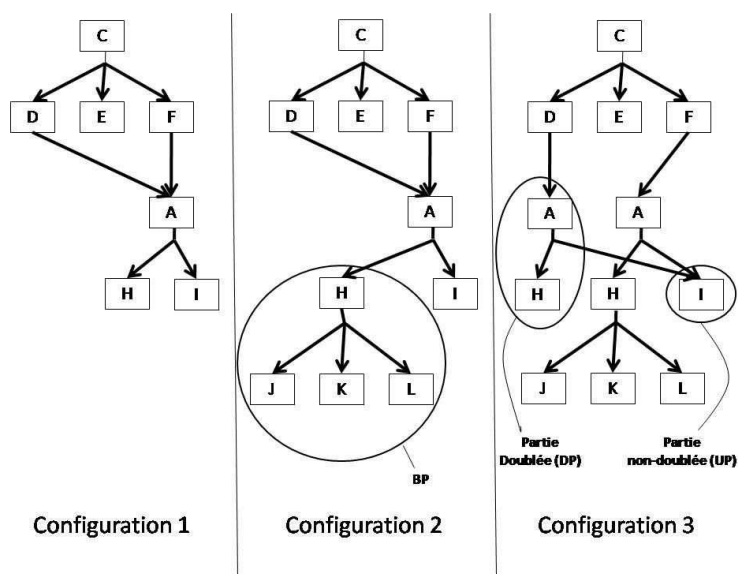 C
D E F
A
H I
Configuration 1
C
D E F
A
H I
J K L
BP
Configuration 2
C
D E F
A A
H H I
J K L
Partie
Doublée (DP)
Partie
non-doublée (UP)
Configuration 3